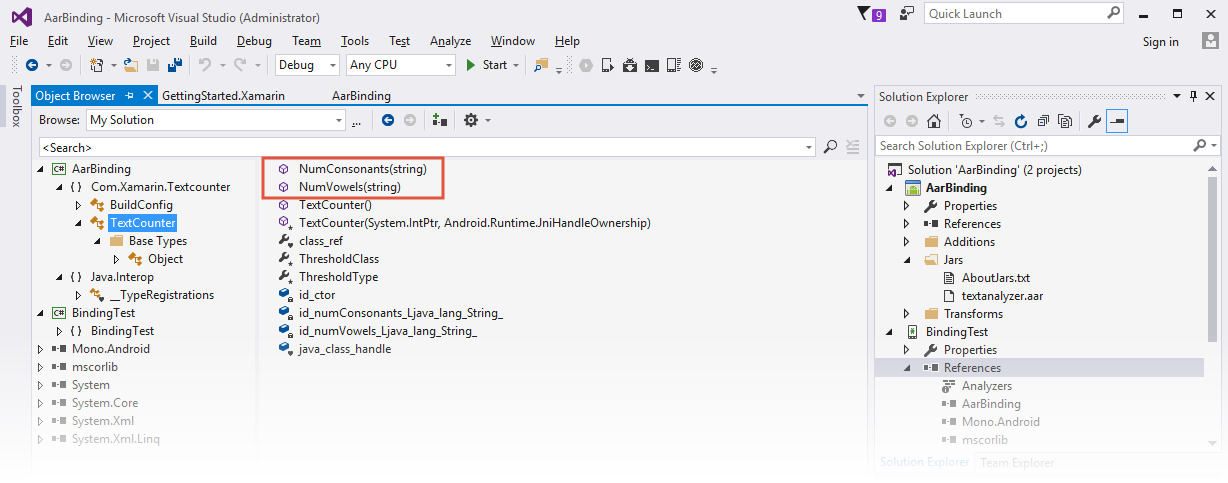 AarBinding - Microsoft Visual Studio (Administrator)
9
Quick Launch
File Edit View Project Build Debug Team Tools Test Analyze Window Help
Sign in
Debug Any CPU Start
Toolbox
Object Browser GettingStarted.Xamarin AarBinding
Browse: My Solution ...
<Search>
AarBinding
Com.Xamarin.Textcounter
BuildConfig
TextCounter
Base Types
Object
Java.Interop
__TypeRegistrations
BindingTest
BindingTest
Mono.Android
mscorlib
System
System.Core
System.Xml
System.Xml.Linq
NumConsonants(string)
NumVowels(string)
TextCounter()
TextCounter(System.IntPtr, Android.Runtime.JniHandleOwnership)
class_ref
ThresholdClass
ThresholdType
id_ctor
id_numConsonants_Ljava_lang_String_
id_numVowels_Ljava_lang_String_
java_class_handle
Solution Explorer
Search Solution Explorer (Ctrl+;)
Solution 'AarBinding' (2 projects)
AarBinding
Properties
References
Additions
Jars
AboutJars.txt
textanalyzer.aar
Transforms
BindingTest
Properties
References
Analyzers
AarBinding
Mono.Android
mscorlib
Solution Explorer Team Explorer